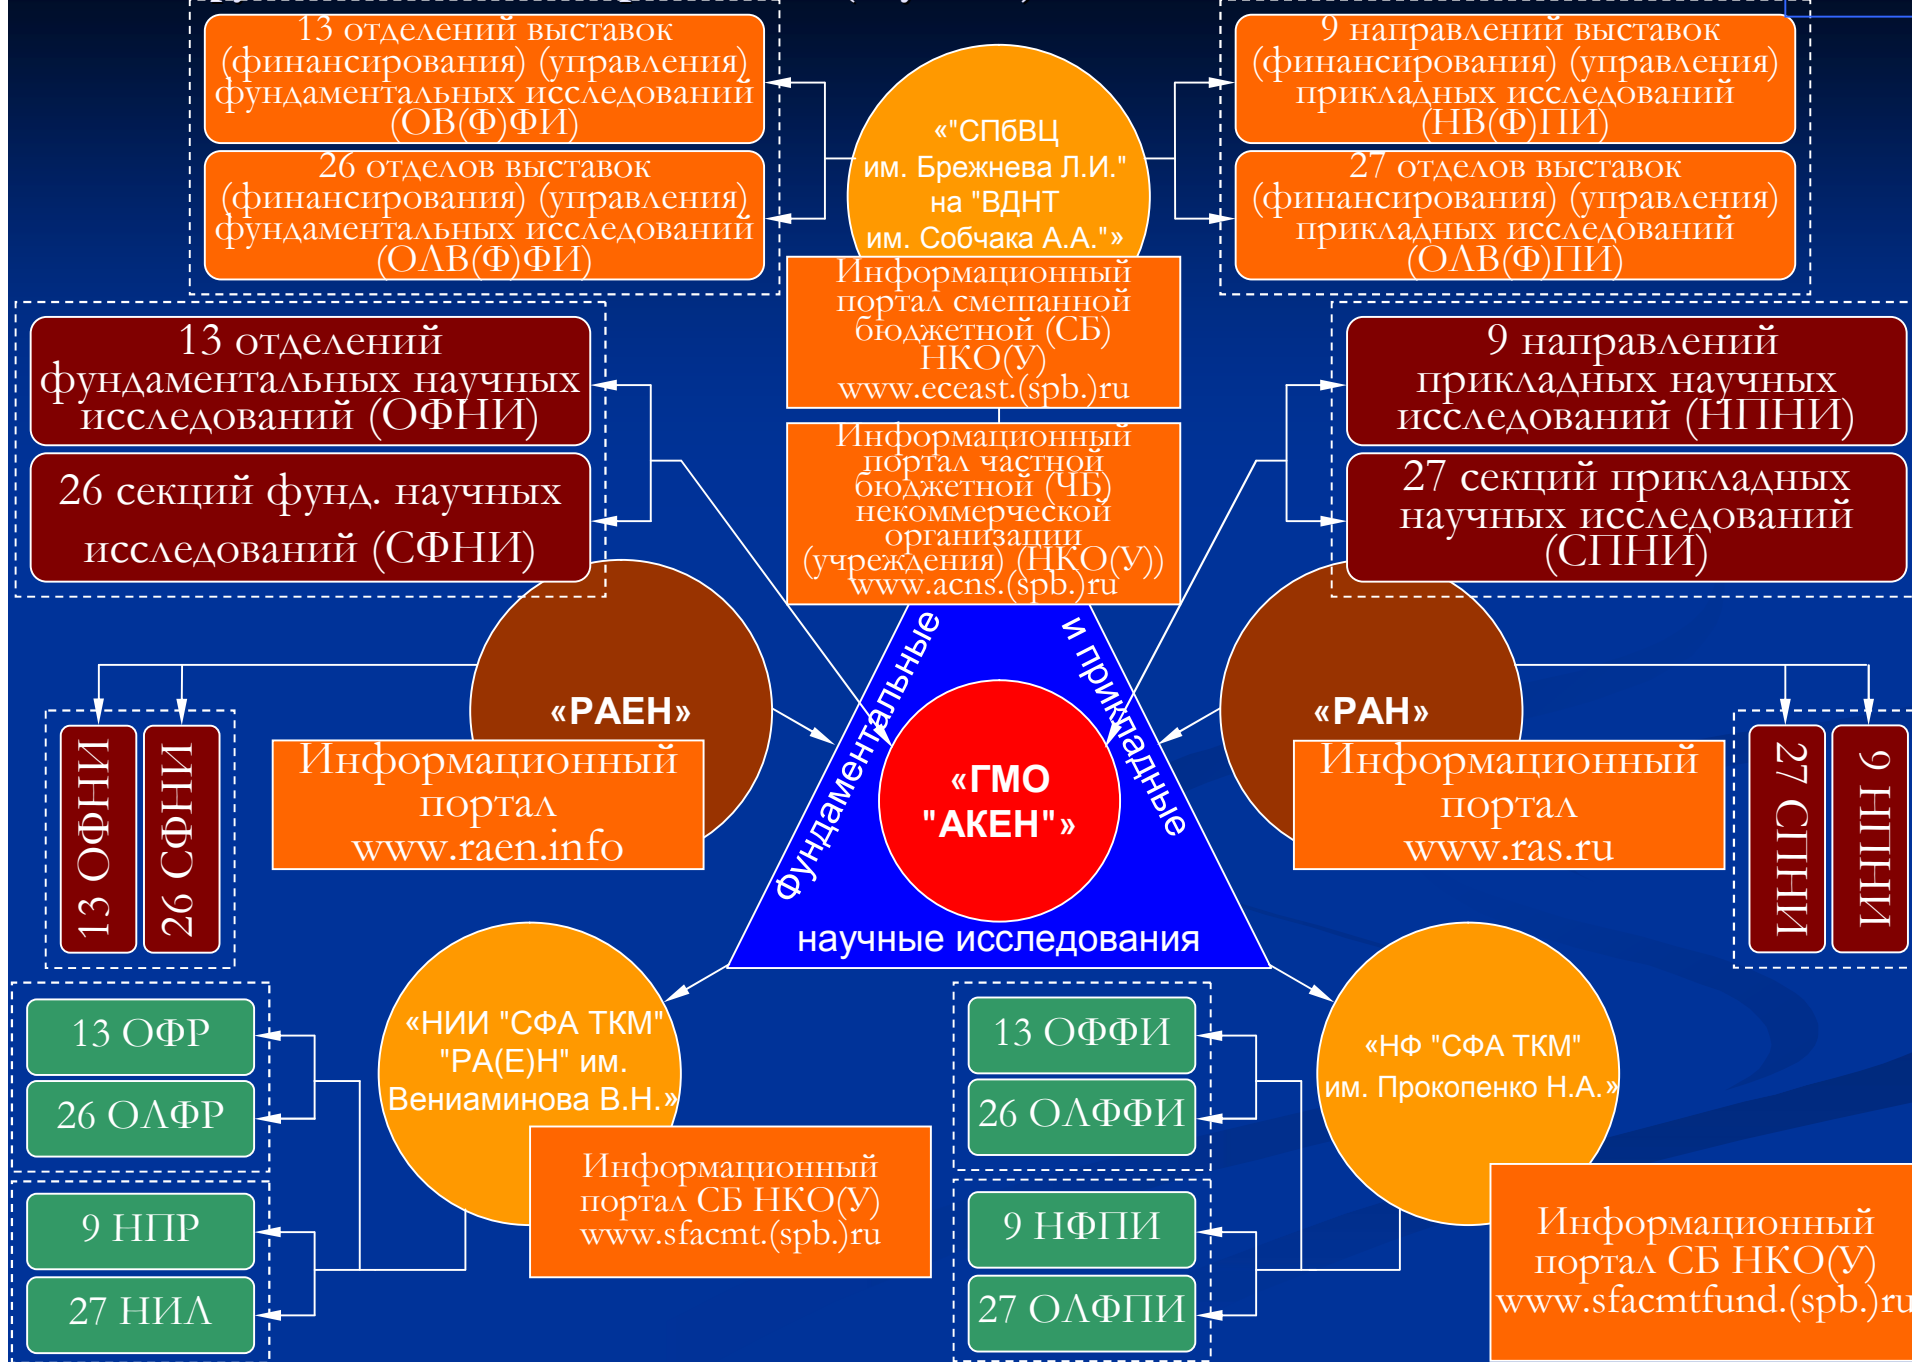 13 отделений выставок
(финансирования) (управления)
фундаментальных исследований
(ОВ(Ф)ФИ)
26 отделов выставок
(финансирования) (управления)
фундаментальных исследований
(ОЛВ(Ф)ФИ)
«"СПбВЦ
им. Брежнева Л.И."
на "ВДНТ
им. Собчака А.А."»
9 направлений выставок
(финансирования) (управления)
прикладных исследований
(НВ(Ф)ПИ)
27 отделов выставок
(финансирования) (управления)
прикладных исследований
(ОЛВ(Ф)ПИ)
Информационный
портал смешанной
бюджетной (СБ)
НКО(У)
www.eceast.(spb.)ru
13 отделений
фундаментальных научных
исследований (ОФНИ)
26 секций фунд. научных
исследований (СФНИ)
Информационный
портал частной
бюджетной (ЧБ)
некоммерческой
организации
(учреждения) (НКО(У))
www.acns.(spb.)ru
9 направлений
прикладных научных
исследований (НПНИ)
27 секций прикладных
научных исследований
(СПНИ)
«РАЕН»
Информационный
портал
www.raen.info
13 ОФНИ
26 СФНИ
Фундаментальные
и прикладные
научные исследования
«ГМО
"АКЕН"»
«РАН»
Информационный
портал
www.ras.ru
27 СПНИ
9 НПНИ
13 ОФР
26 ОЛФР
9 НПР
27 НИЛ
«НИИ "СФА ТКМ"
"РА(Е)Н" им.
Вениаминова В.Н.»
Информационный
портал СБ НКО(У)
www.sfacmt.(spb.)ru
13 ОФФИ
26 ОЛФФИ
9 НФПИ
27 ОЛФПИ
«НФ "СФА ТКМ"
им. Прокопенко Н.А.»
Информационный
портал СБ НКО(У)
www.sfacmtfund.(spb.)ru